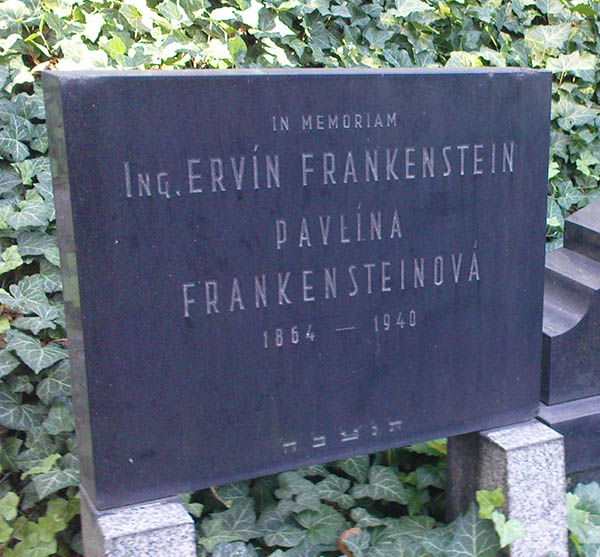 IN MEMORIAM
ING. ERVÍN FRANKENSTEIN
PAVLÍNA
FRANKENSTEINOVÁ
1864 — 1940
ת נ צ ב ה